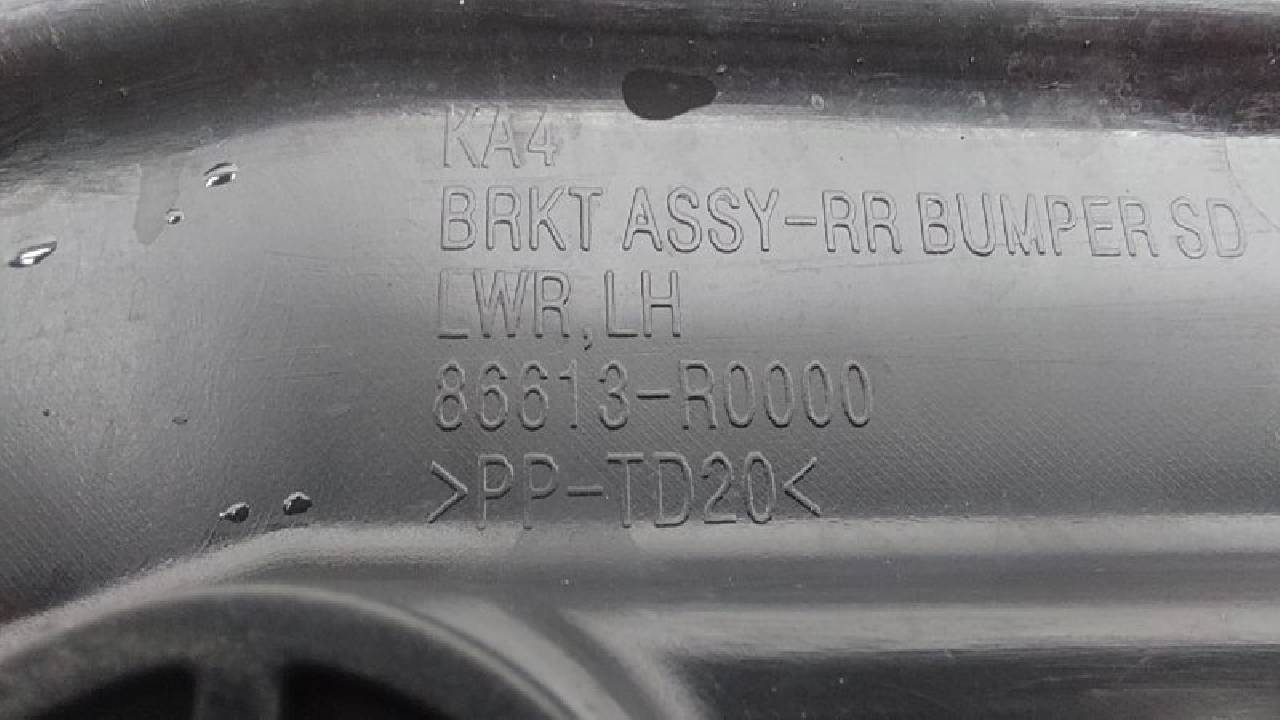 KA4
BRKT ASSY-RR BUMPER SD
LWR,LH
86613-R0000
>PP-TD20<